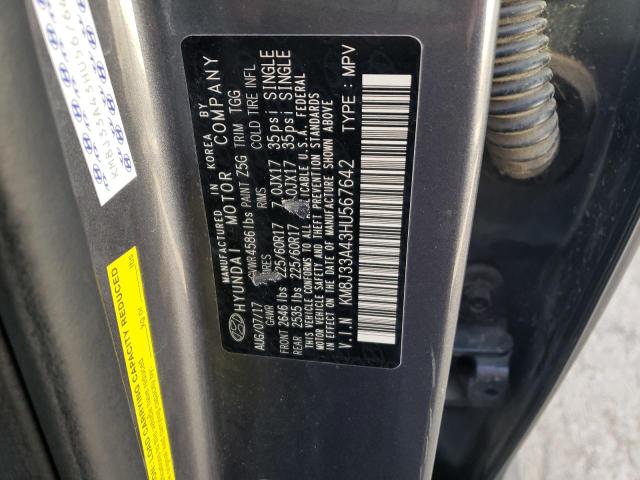 MANUFACTURED IN KOREA BY
HYUNDAI MOTOR COMPANY
AUG/07/17 GVWR 4586 lbs PAINT Z5G TRIM TGG
GAWR TIRES RIMS COLD TIRE INFL
FRONT 2646 lbs 225/60R17 7.0JX17 35psi SINGLE
REAR 2535 lbs 225/60R17 7.0JX17 35psi SINGLE
THIS VEHICLE CONFORMS TO ALL APPLICABLE U.S.A. FEDERAL
MOTOR VEHICLE SAFETY AND THEFT PREVENTION STANDARDS
IN EFFECT ON THE DATE OF MANUFACTURE SHOWN ABOVE
V.I.N KM8J33A43HU567642 TYPE : MPV
KM8J33A43HU5676
LOAD CARRYING CAPACITY REDUCED